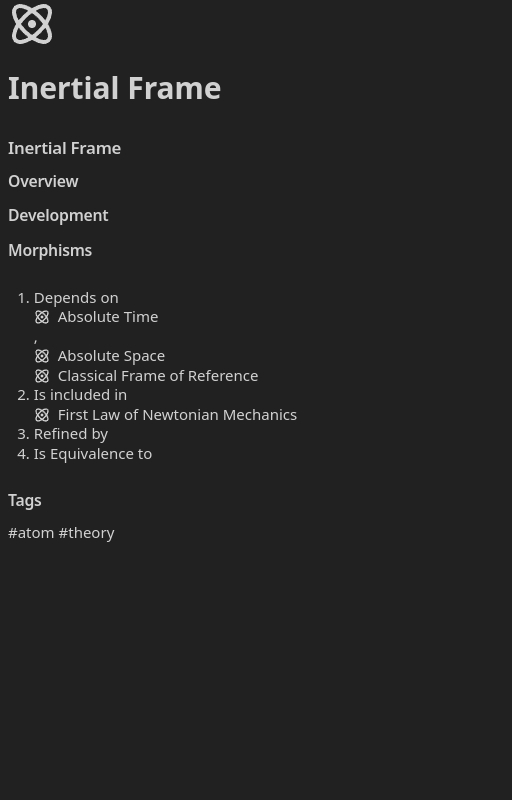 Inertial Frame
Inertial Frame
Overview
Development
Morphisms
1. Depends on
Absolute Time
,
Absolute Space
Classical Frame of Reference
2. Is included in
First Law of Newtonian Mechanics
3. Refined by
4. Is Equivalence to
Tags
#atom #theory